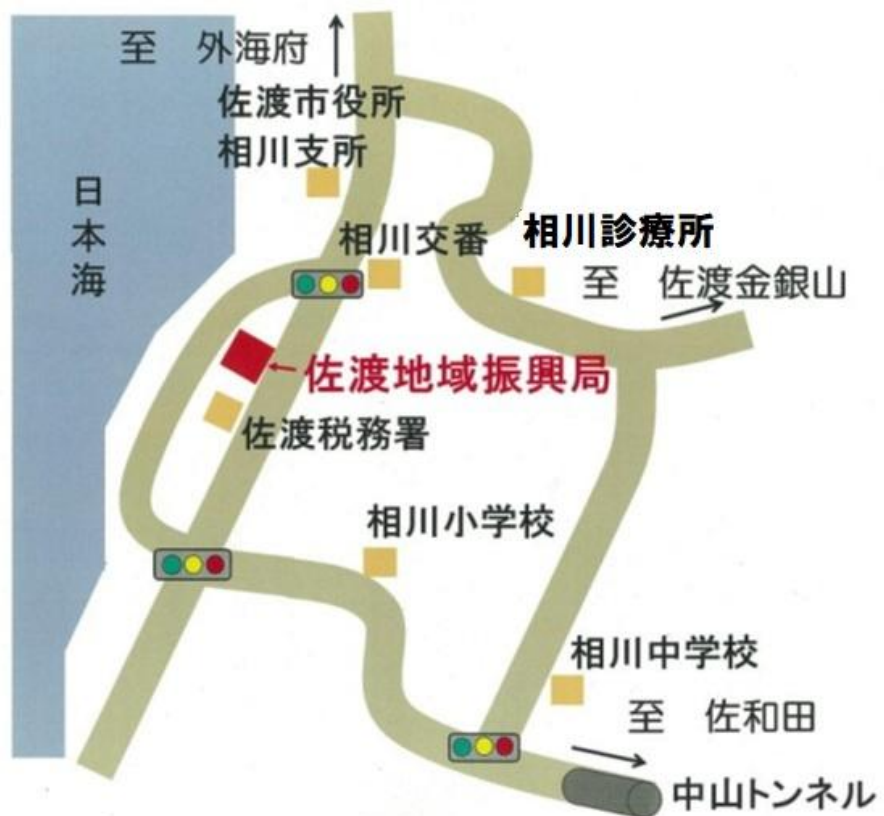 至 外海府
佐渡市役所
相川支所
日本海
相川交番
相川診療所
至 佐渡金銀山
佐渡地域振興局
佐渡税務署
相川小学校
相川中学校
至 佐和田
中山トンネル